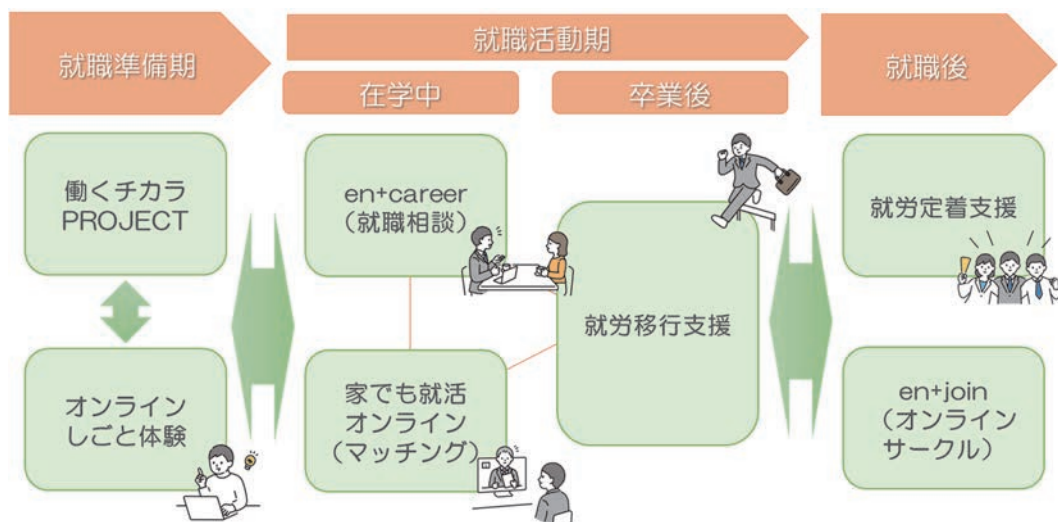 就職準備期
就職活動期
在学中
卒業後
就職後
働くチカラ
PROJECT
オンライン
しごと体験
en+career
（就職相談）
家でも就活
オンライン
（マッチング）
就労移行支援
就労定着支援
en+join
（オンライン
サークル）